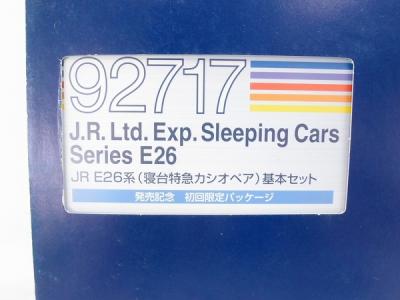 92717
J.R. Ltd. Exp. Sleeping Cars
Series E26
JR E26系(寝台特急カシオペア)基本セット
発売記念 初回限定パッケージ